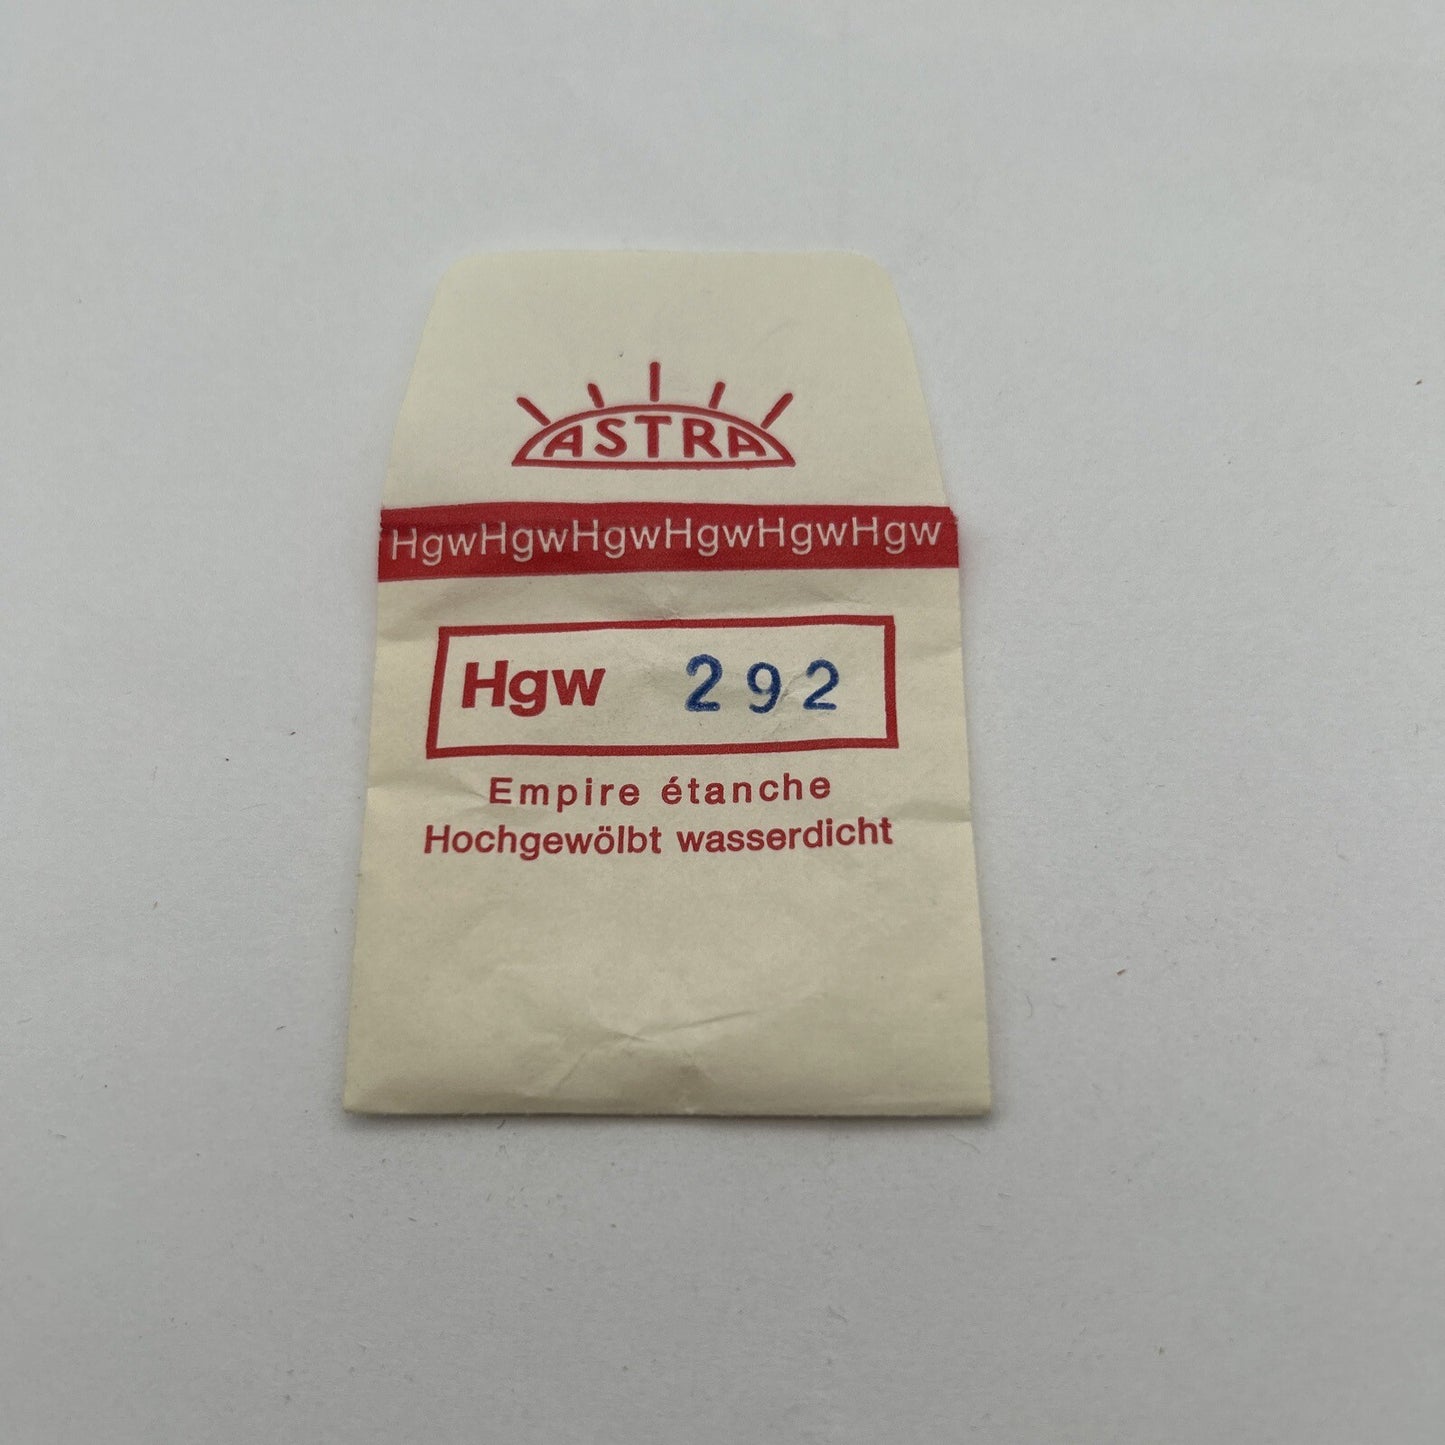 ASTRA
HgwHgwHgwHgwHgwHgw
Hgw 292
Empire étanche
Hochgewölbt wasserdicht